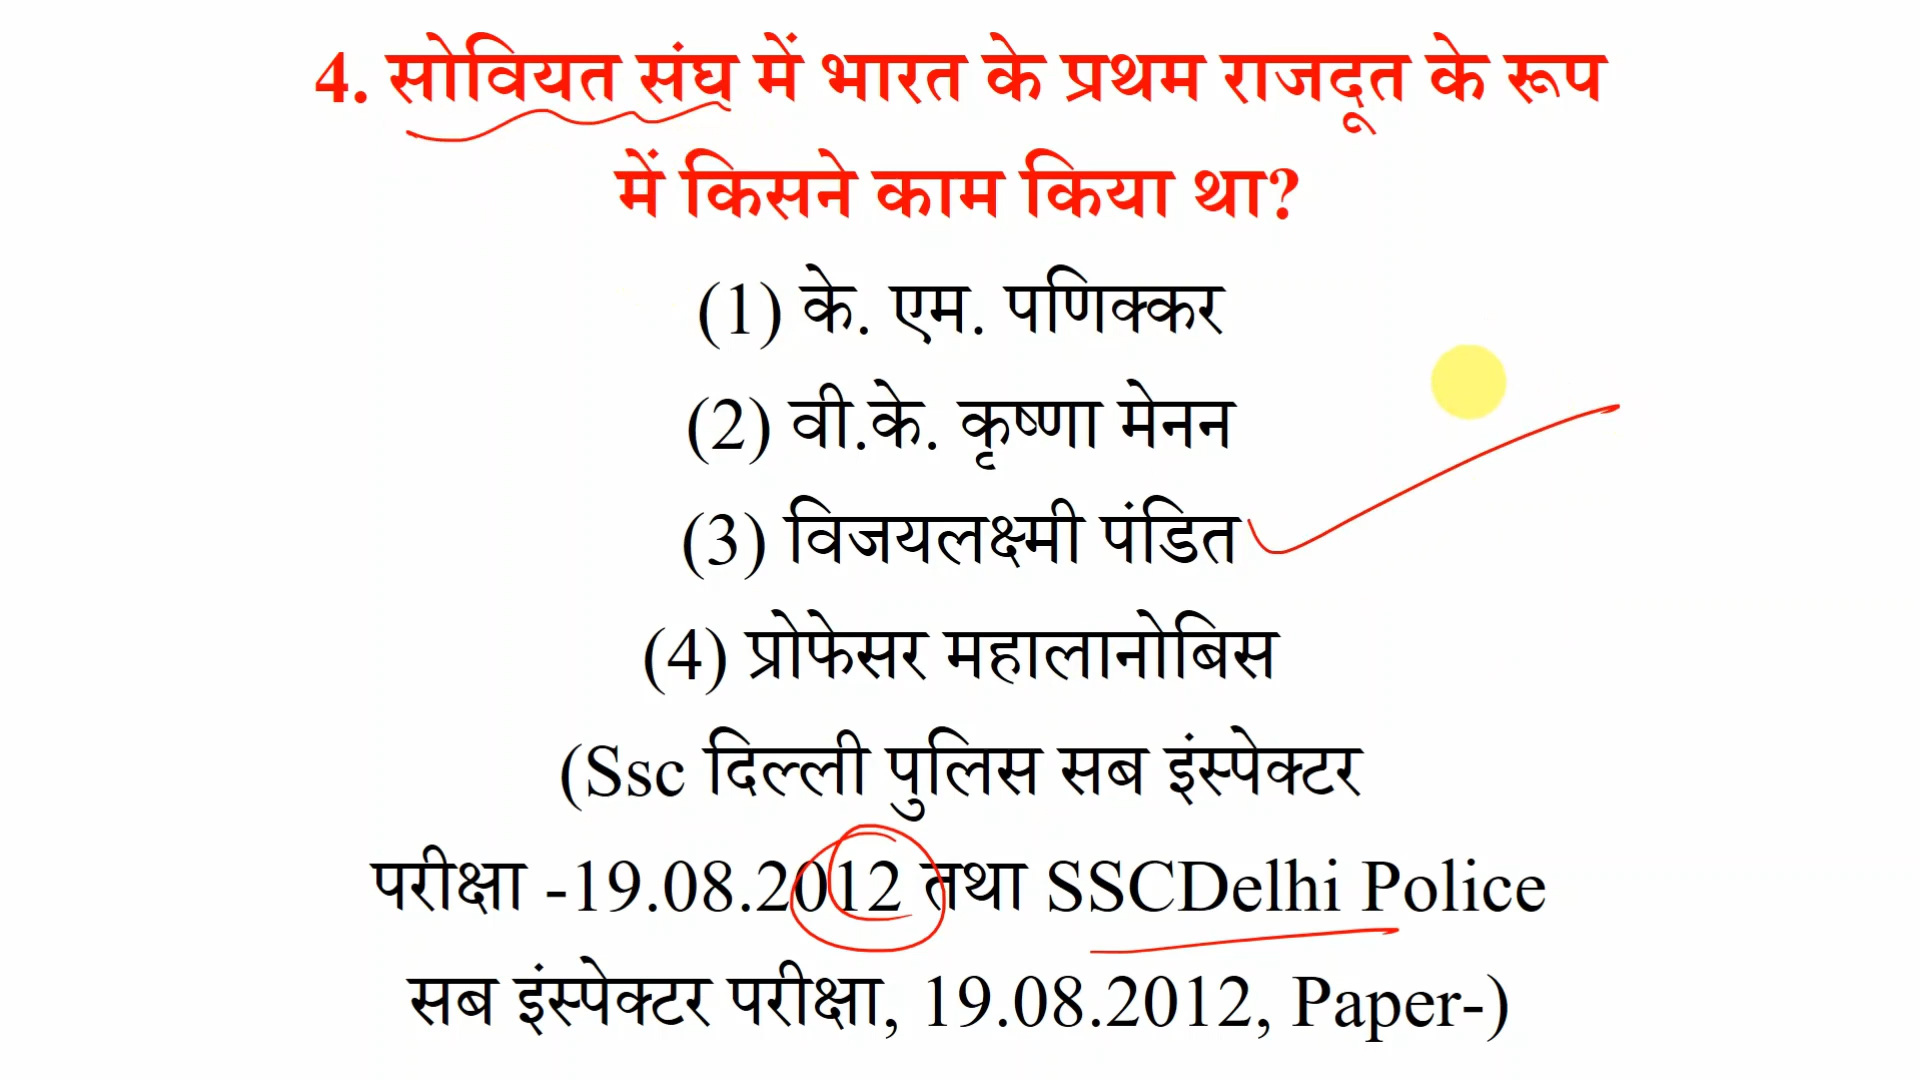 4. सोवियत संघ में भारत के प्रथम राजदूत के रूप
में किसने काम किया था?
(1) के. एम. पणिक्कर
(2) वी.के. कृष्णा मेनन
(3) विजयलक्ष्मी पंडित
(4) प्रोफेसर महालानोबिस
(Ssc दिल्ली पुलिस सब इंस्पेक्टर
परीक्षा -19.08.2012 तथा SSCDelhi Police
सब इंस्पेक्टर परीक्षा, 19.08.2012, Paper-)